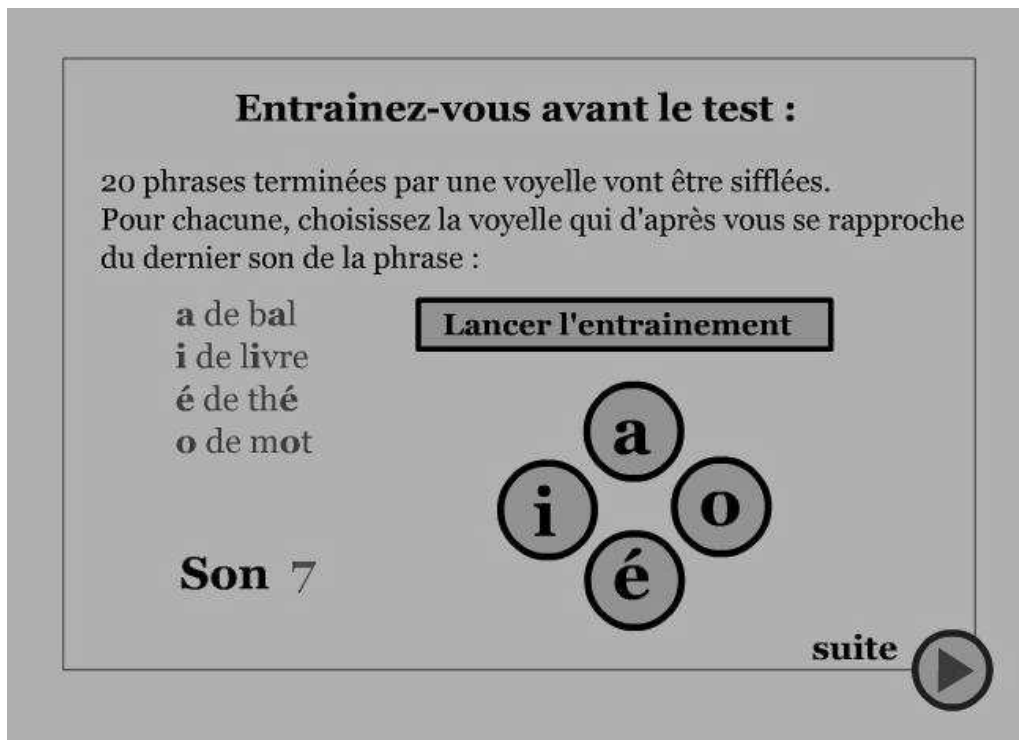 Entrainez-vous avant le test :
20 phrases terminées par une voyelle vont être sifflées.
Pour chacune, choisissez la voyelle qui d'après vous se rapproche
du dernier son de la phrase :
a de bal
i de livre
é de thé
o de mot
Lancer l'entrainement
a
i
o
é
Son 7
suite